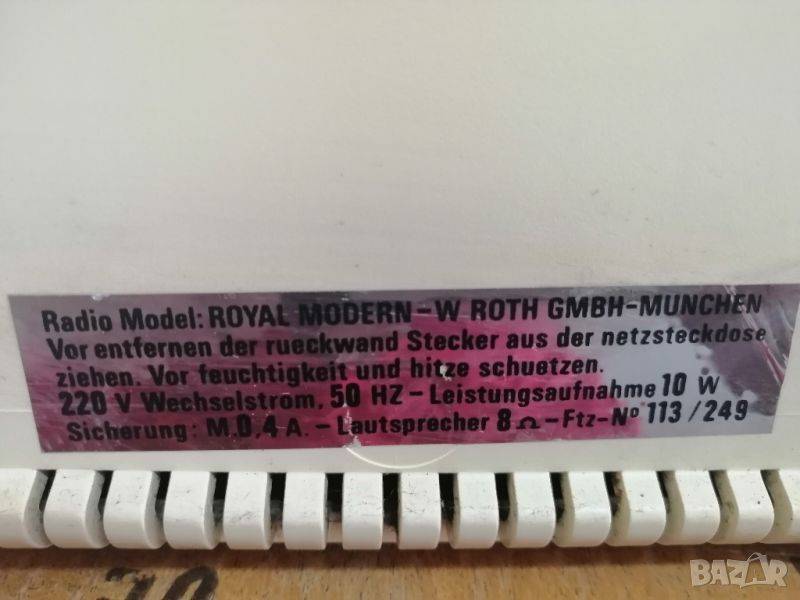 Radio Model: ROYAL MODERN-W ROTH GMBH-MUNCHEN
Vor entfernen der rueckwand Stecker aus der netzsteckdose
ziehen. Vor feuchtigkeit und hitze schuetzen.
220 V Wechselstrom, 50 HZ - Leistungsaufnahme 10 W
Sicherung: M.0,4 A. - Lautsprecher 8 Ω - Ftz-Nº 113/249
BAZAR